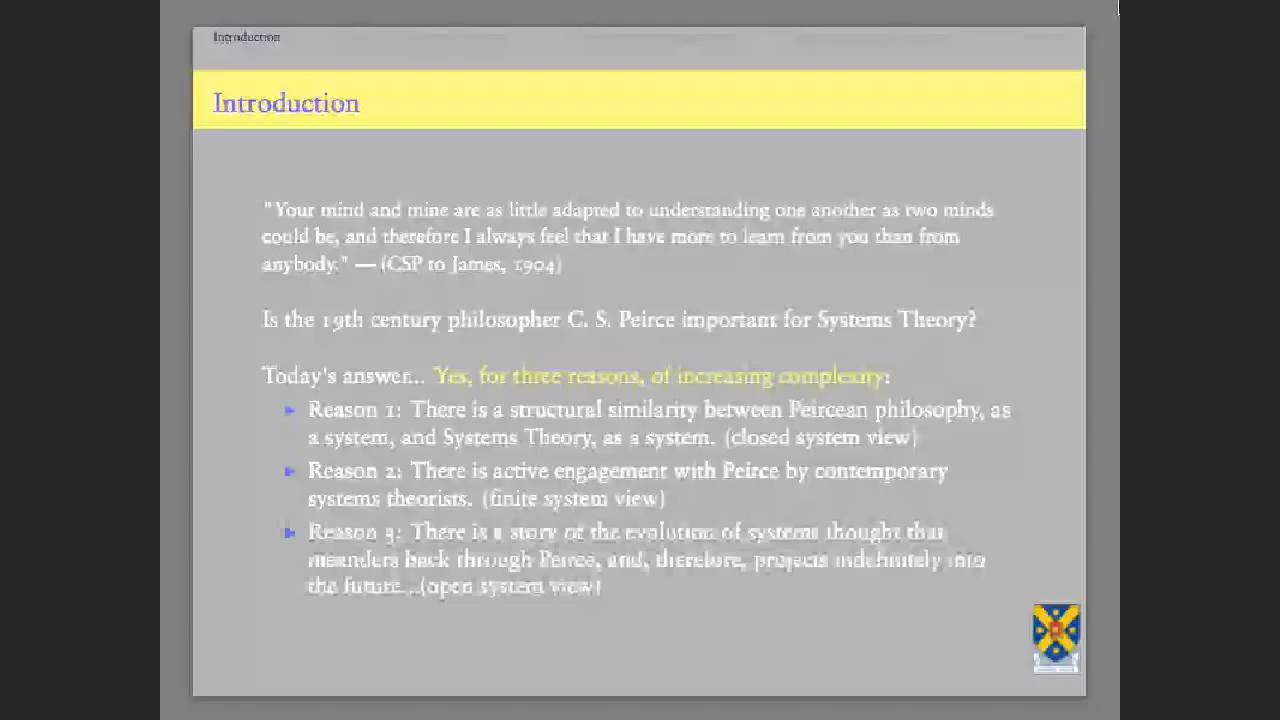 Introduction
Introduction
"Your mind and mine are as little adapted to understanding one another as two minds
could be, and therefore I always feel that I have more to learn from you than from
anybody." — (CSP to James, 1904)
Is the 19th century philosopher C. S. Peirce important for Systems Theory?
Today's answer... Yes, for three reasons, of increasing complexity:
Reason 1: There is a structural similarity between Peircean philosophy, as
a system, and Systems Theory, as a system. (closed system view)
Reason 2: There is active engagement with Peirce by contemporary
systems theorists. (finite system view)
Reason 3: There is a story of the evolution of systems thought that
meanders back through Peirce, and, therefore, projects indefinitely into
the future...(open system view)